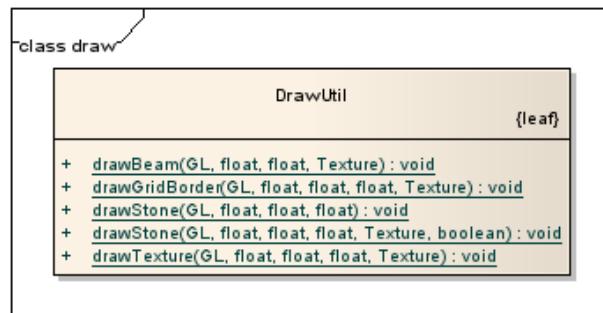 class draw
DrawUtil
{leaf}
+ drawBeam(GL, float, float, Texture) : void
+ drawGridBorder(GL, float, float, float, Texture) : void
+ drawStone(GL, float, float, float) : void
+ drawStone(GL, float, float, float, Texture, boolean) : void
+ drawTexture(GL, float, float, float, Texture) : void